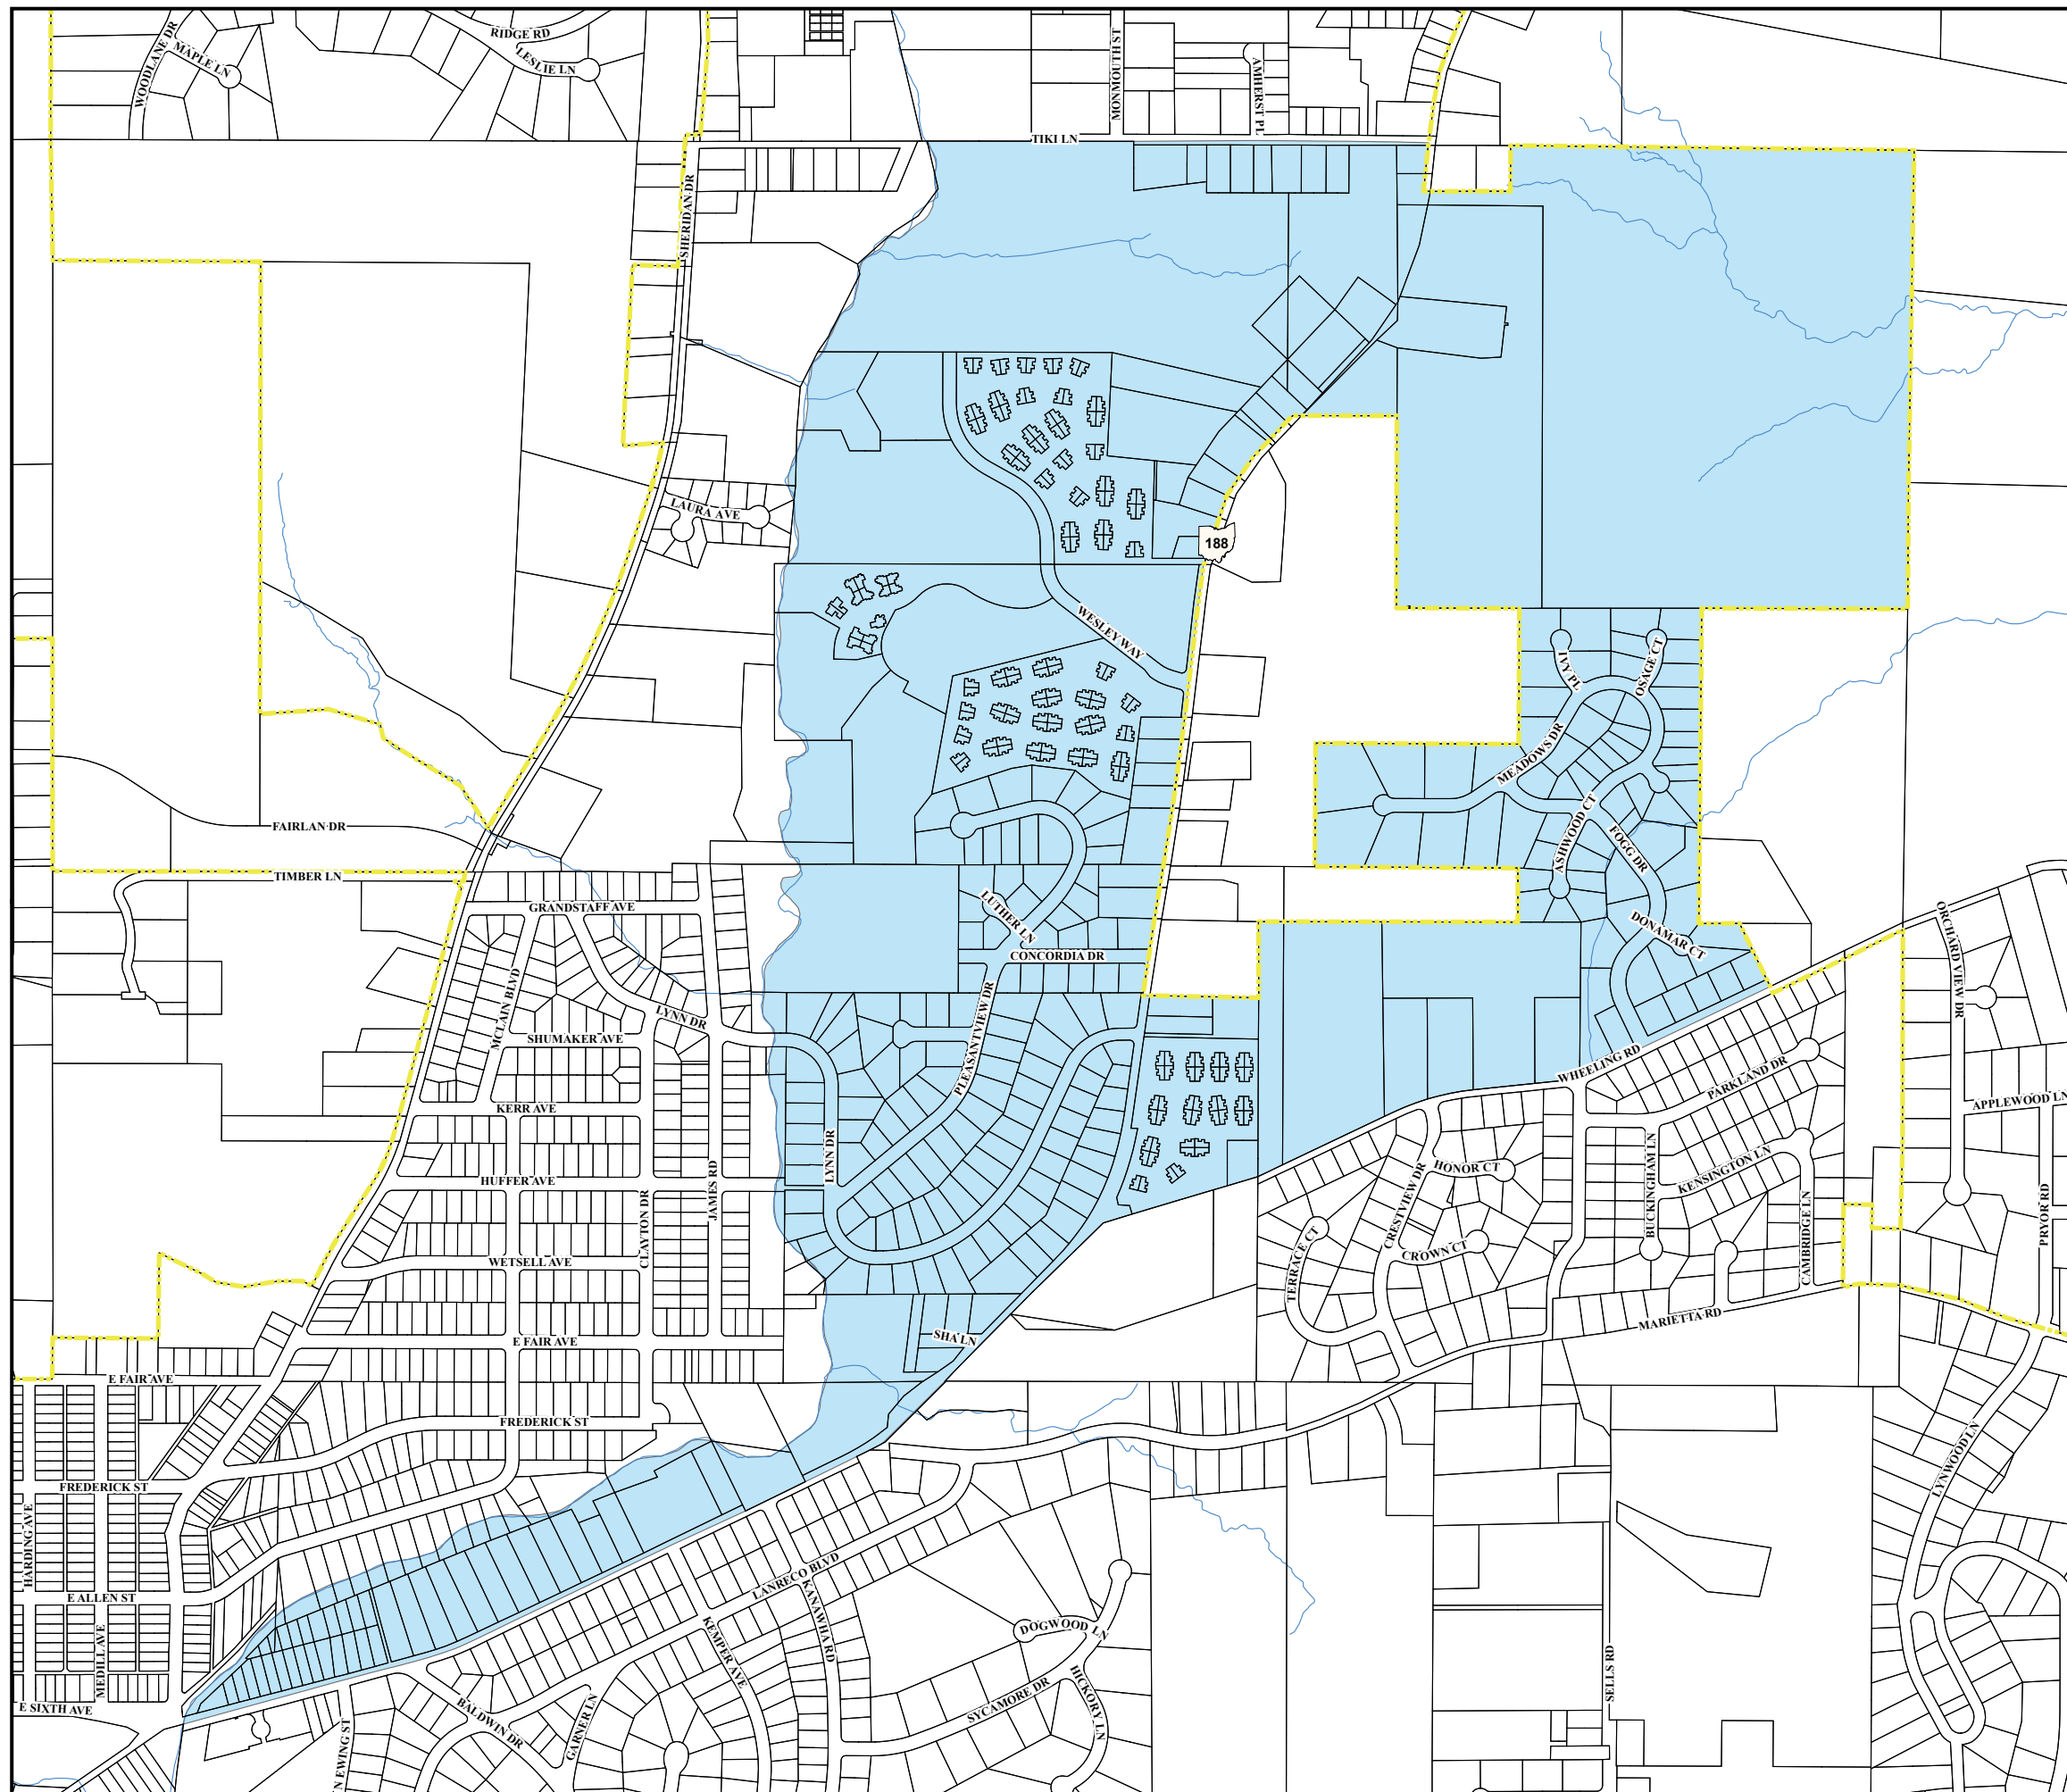 RIDGE RD
WOODLANE DR
MAPLE LN
LESLIE LN
MONMOUTH ST
AMHERST PL
TIKI LN
SHERIDAN DR
LAURA AVE
188
WESLEY WAY
IVY PL
OSAGE CT
MEADOWS DR
ASHWOOD CT
FOGG DR
FAIRLAN DR
TIMBER LN
GRANDSTAFF AVE
LUTHER LN
DONAMAR CT
ORCHARD VIEW DR
CONCORDIA DR
MCLAIN BLVD
LYNN DR
PLEASANTVIEW DR
SHUMAKER AVE
WHEELING RD
PARKLAND DR
APPLEWOOD LN
KERR AVE
LYNN DR
HONOR CT
BUCKINGHAM LN
KENSINGTON LN
HUFFER AVE
JAMES RD
CLAYTON DR
CRESTVIEW DR
CAMBRIDGE LN
PRYOR RD
TERRACE CT
CROWN CT
WETSELL AVE
MARIETTA RD
E FAIR AVE
SHA LN
E FAIR AVE
FREDERICK ST
LYNWOOD LN
FREDERICK ST
HARDING AVE
LANRECO BLVD
KANAWHA RD
E ALLEN ST
MEDILL AVE
KEMPER AVE
DOGWOOD LN
SELLS RD
HICKORY LN
SYCAMORE DR
E SIXTH AVE
BALDWIN DR
GARNER LN
N EWING ST